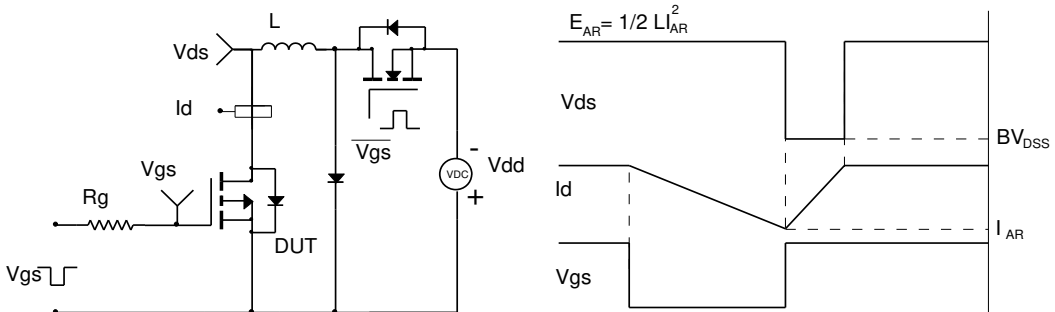 L
Vds
Id
Vgs
Vgs
Rg
DUT
Vgs
-
VDC
+
Vdd
E_AR= 1/2 LI_AR^2
Vds
BV_DSS
Id
I_AR
Vgs